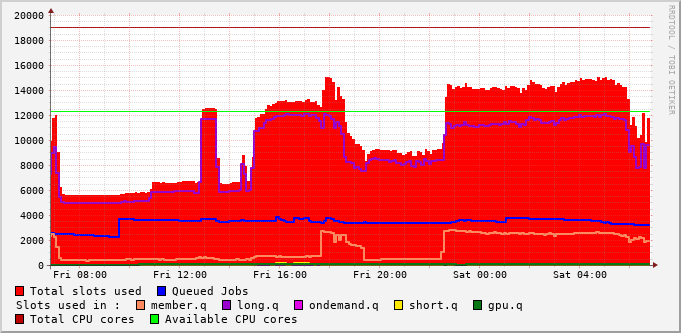 RRDTOOL / TOBI OETIKER
20000
18000
16000
14000
12000
10000
8000
6000
4000
2000
0
Fri 08:00 Fri 12:00 Fri 16:00 Fri 20:00 Sat 00:00 Sat 04:00
Total slots used Queued Jobs
Slots used in : member.q long.q ondemand.q short.q gpu.q
Total CPU cores Available CPU cores